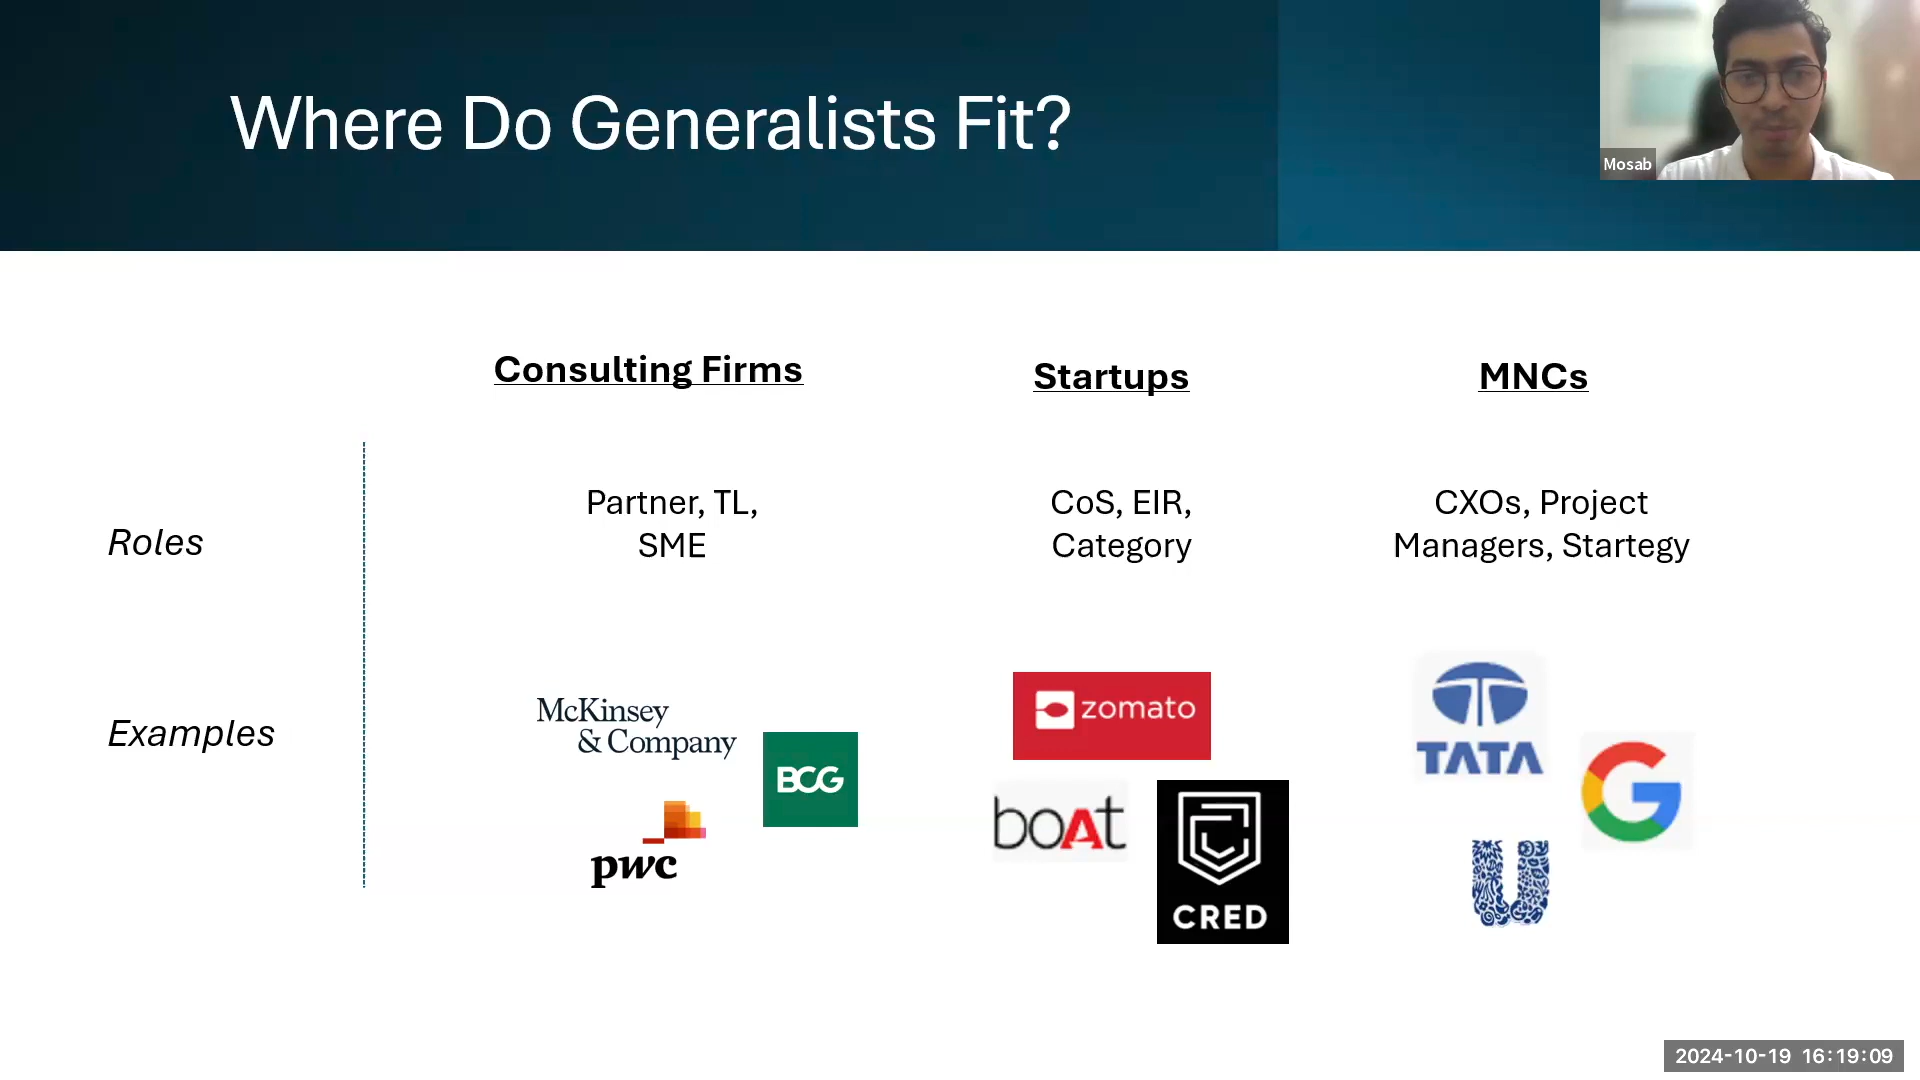 Where Do Generalists Fit?
Mosab
Consulting Firms
Startups
MNCs
Roles
Partner, TL,
SME
CoS, EIR,
Category
CXOs, Project
Managers, Startegy
Examples
McKinsey
& Company
BCG
pwc
zomato
boAt
CRED
TATA
G
U
2024-10-19 16:19:09